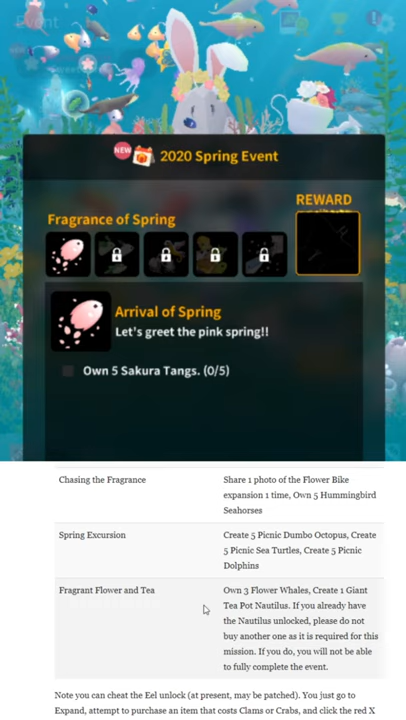 Event
NEW
2020 Spring Event
REWARD
Fragrance of Spring
Arrival of Spring
Let's greet the pink spring!!
Own 5 Sakura Tangs. (0/5)
Chasing the Fragrance
Share 1 photo of the Flower Bike
expansion 1 time, Own 5 Hummingbird
Seahorses
Spring Excursion
Create 5 Picnic Dumbo Octopus, Create
5 Picnic Sea Turtles, Create 5 Picnic
Dolphins
Fragrant Flower and Tea
Own 3 Flower Whales, Create 1 Giant
Tea Pot Nautilus. If you already have
the Nautilus unlocked, please do not
buy another one as it is required for this
mission. If you do, you will not be able
to fully complete the event.
Note you can cheat the Eel unlock (at present, may be patched). You just go to
Expand, attempt to purchase an item that costs Clams or Crabs, and click the red X